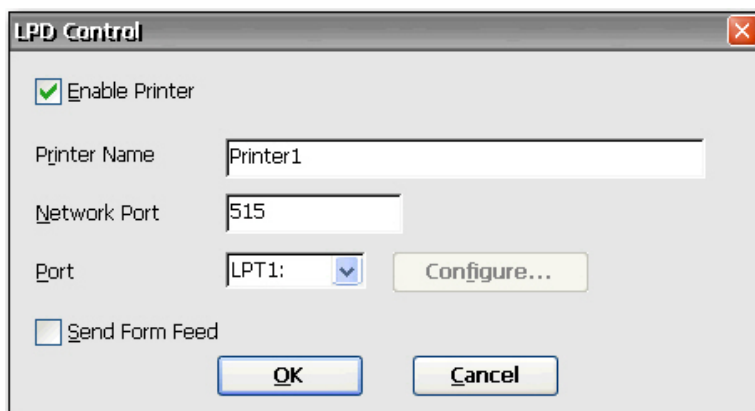 LPD Control
Enable Printer
Printer Name Printer1
Network Port 515
Port LPT1: Configure...
Send Form Feed
OK Cancel